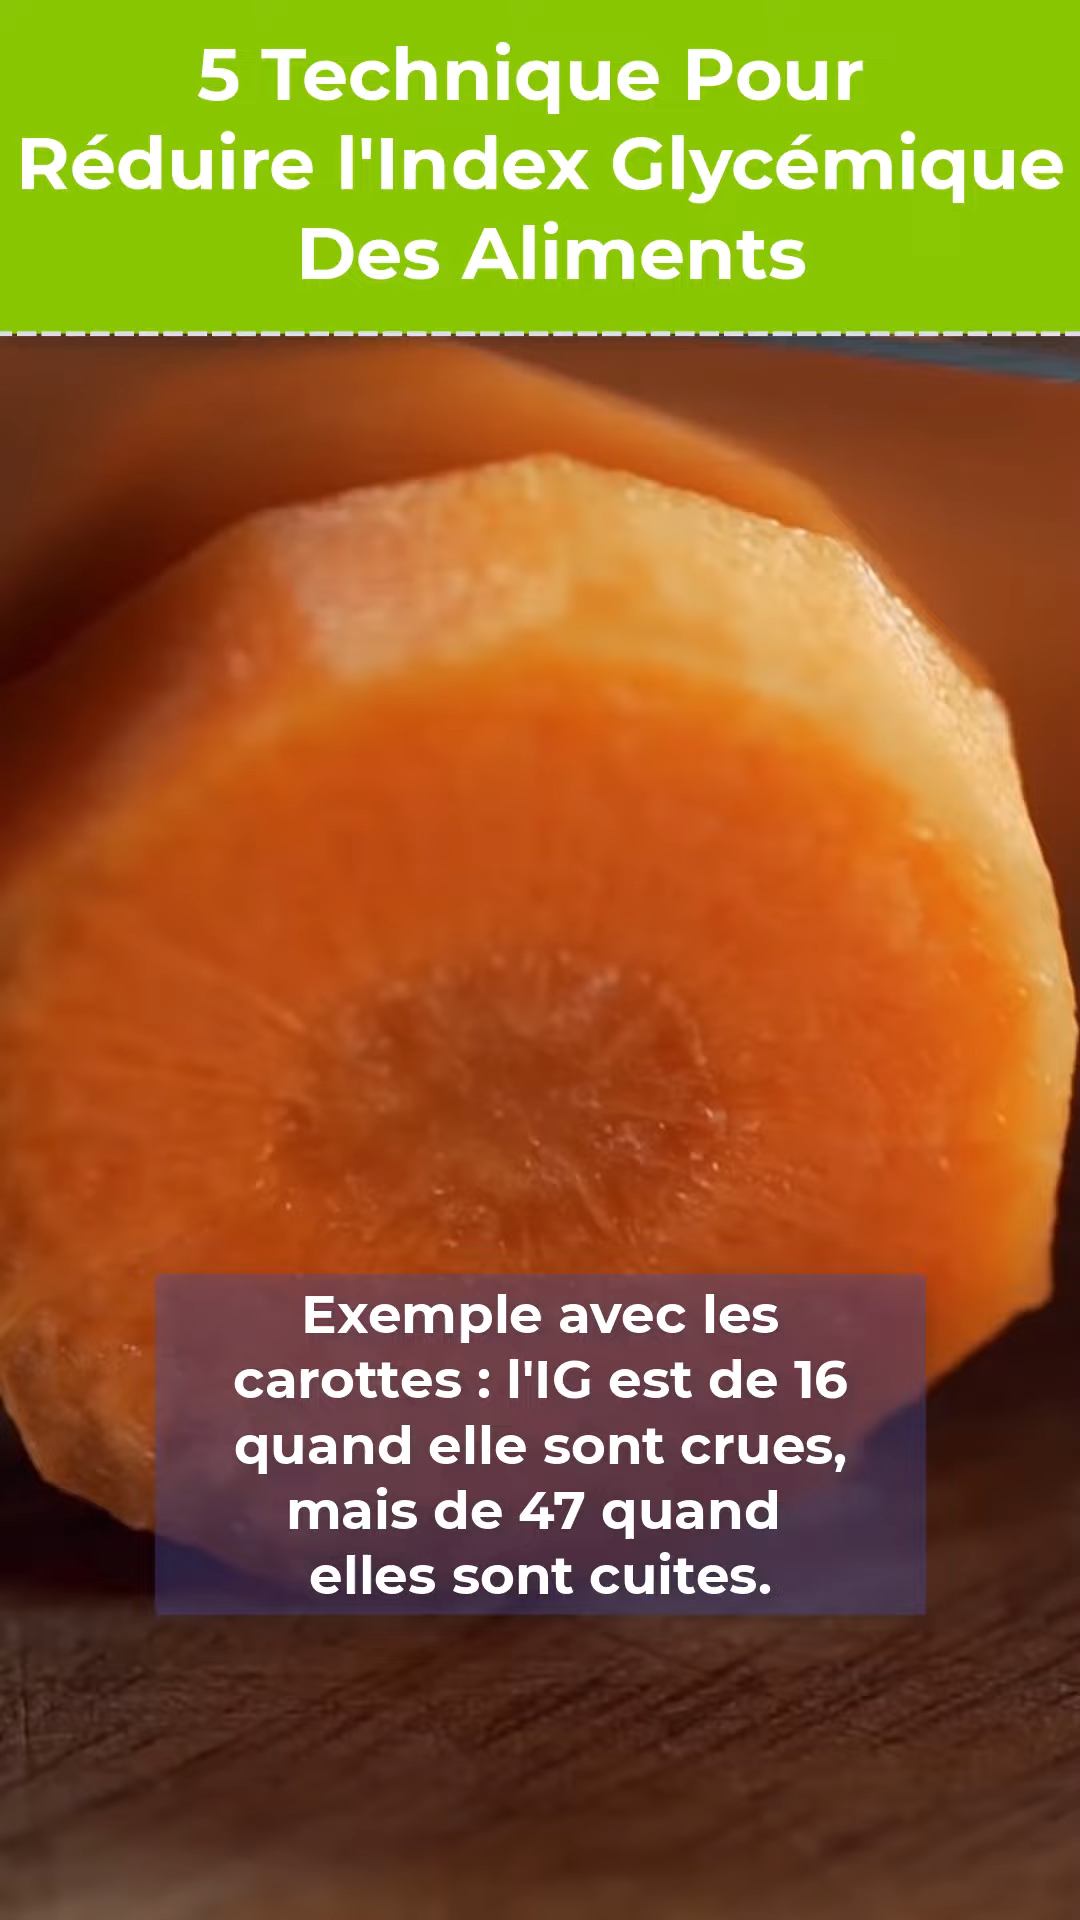 5 Technique Pour
Réduire l'Index Glycémique
Des Aliments
Exemple avec les
carottes : l'IG est de 16
quand elle sont crues,
mais de 47 quand
elles sont cuites.